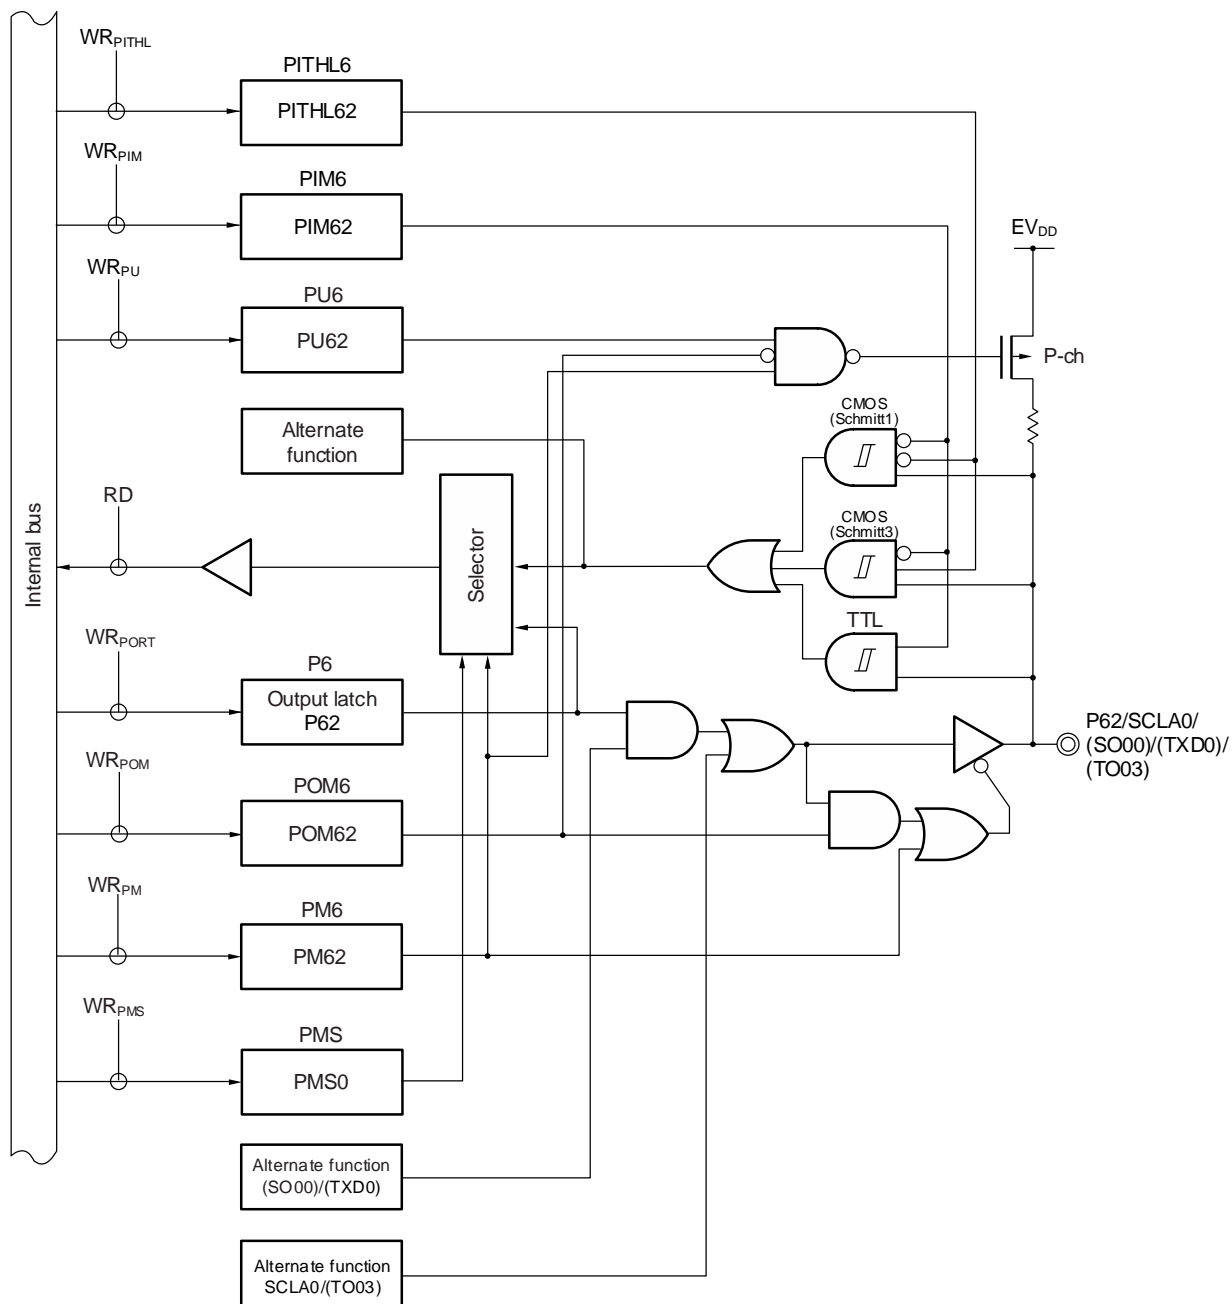 WRPITHL
PITHL6
PITHL62
WRPIM
PIM6
PIM62
EVDD
WRPU
PU6
PU62
P-ch
CMOS
(Schmitt1)
Alternate
function
RD
Internal bus
Selector
CMOS
(Schmitt3)
TTL
WRPORT
P6
Output latch
P62
P62/SCLA0/
(SO00)/(TXD0)/
(TO03)
WRPOM
POM6
POM62
WRPM
PM6
PM62
WRPMS
PMS
PMS0
Alternate function
(SO00)/(TXD0)
Alternate function
SCLA0/(TO03)